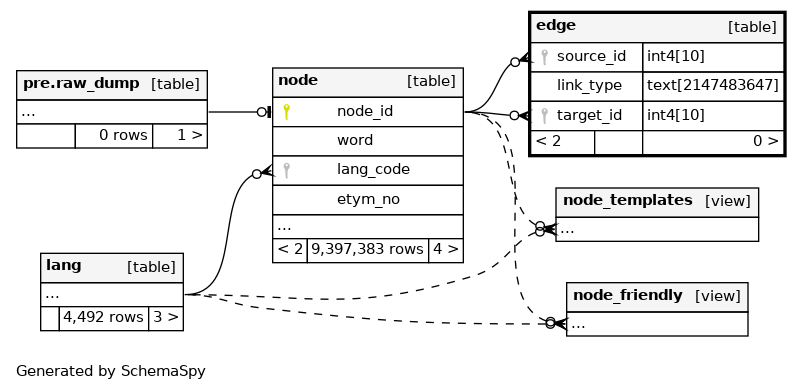 edge [table]
source_id int4[10]
link_type text[2147483647]
target_id int4[10]
< 2 0 >
pre.raw_dump [table]
...
0 rows 1 >
node [table]
node_id
word
lang_code
etym_no
...
< 2 9,397,383 rows 4 >
node_templates [view]
...
lang [table]
...
4,492 rows 3 >
node_friendly [view]
...
Generated by SchemaSpy